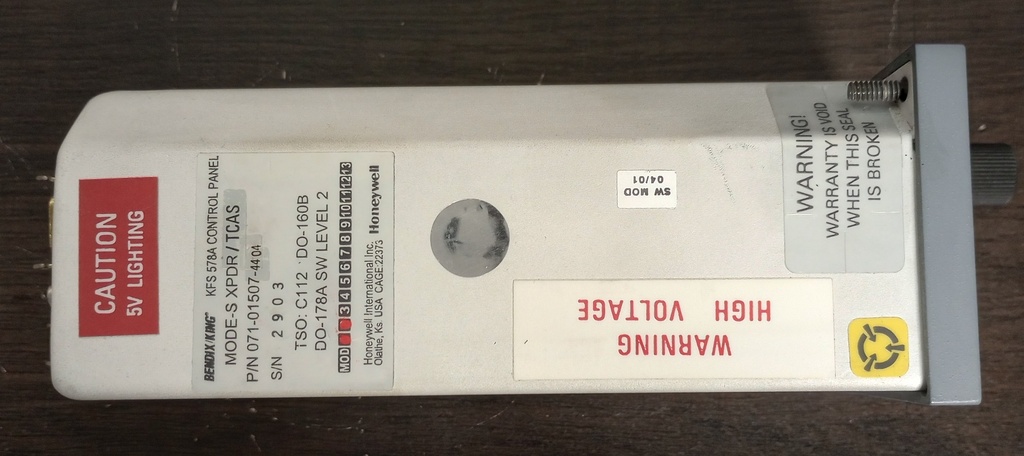 CAUTION
5V LIGHTING
BENDIX/KING® KFS 578A CONTROL PANEL
MODE-S XPDR / TCAS
P/N 071-01507-4404
S/N 2903
TSO: C112 · DO-160B
DO-178A SW LEVEL 2
MOD 3 4 5 6 7 8 9 10 11 12 13
Honeywell International Inc. Honeywell
Olathe, Ks. USA CAGE:22373
SW MOD
04/01
WARNING
HIGH VOLTAGE
WARNING!
WARRANTY IS VOID
WHEN THIS SEAL
IS BROKEN